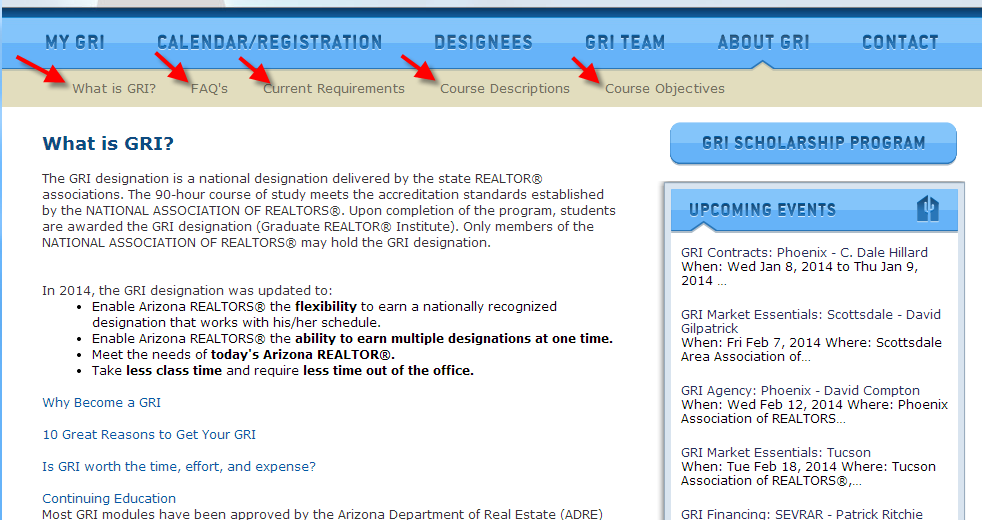 MY GRI CALENDAR/REGISTRATION DESIGNEES GRI TEAM ABOUT GRI CONTACT
What is GRI? FAQ's Current Requirements Course Descriptions Course Objectives
What is GRI?
The GRI designation is a national designation delivered by the state REALTOR®
associations. The 90-hour course of study meets the accreditation standards established
by the NATIONAL ASSOCIATION OF REALTORS®. Upon completion of the program, students
are awarded the GRI designation (Graduate REALTOR® Institute). Only members of the
NATIONAL ASSOCIATION OF REALTORS® may hold the GRI designation.
In 2014, the GRI designation was updated to:
• Enable Arizona REALTORS® the flexibility to earn a nationally recognized
designation that works with his/her schedule.
• Enable Arizona REALTORS® the ability to earn multiple designations at one time.
• Meet the needs of today's Arizona REALTOR®.
• Take less class time and require less time out of the office.
Why Become a GRI
10 Great Reasons to Get Your GRI
Is GRI worth the time, effort, and expense?
Continuing Education
Most GRI modules have been approved by the Arizona Department of Real Estate (ADRE)
GRI SCHOLARSHIP PROGRAM
UPCOMING EVENTS
GRI Contracts: Phoenix - C. Dale Hillard
When: Wed Jan 8, 2014 to Thu Jan 9,
2014 ...
GRI Market Essentials: Scottsdale - David
Gilpatrick
When: Fri Feb 7, 2014 Where: Scottsdale
Area Association of...
GRI Agency: Phoenix - David Compton
When: Wed Feb 12, 2014 Where: Phoenix
Association of REALTORS...
GRI Market Essentials: Tucson
When: Tue Feb 18, 2014 Where: Tucson
Association of REALTORS®,...
GRI Financing: SEVRAR - Patrick Ritchie